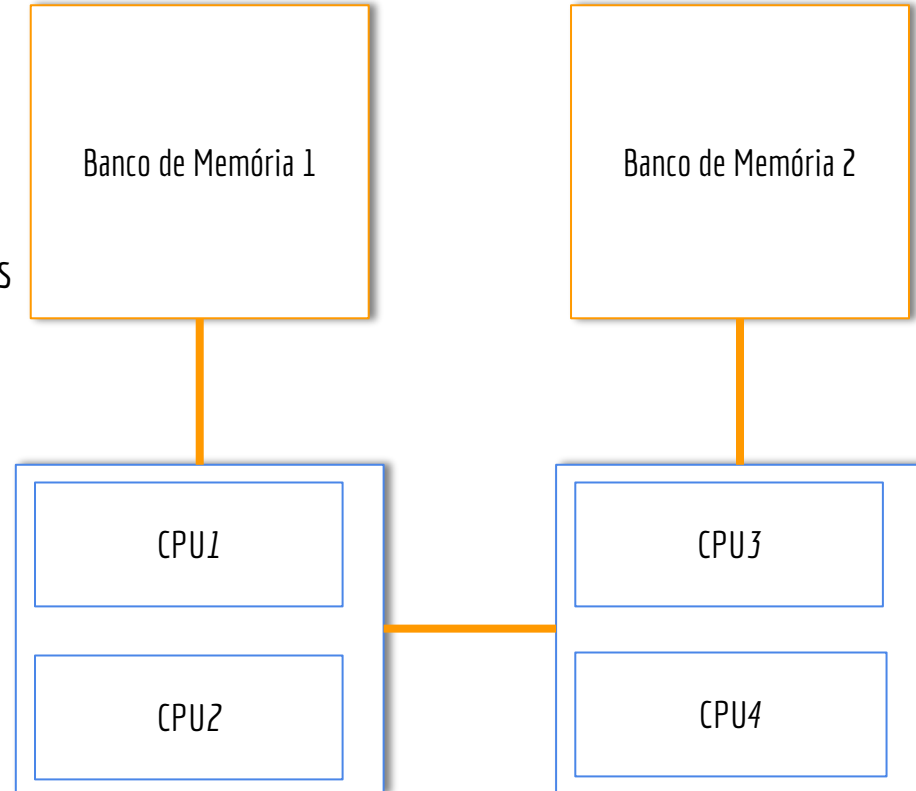 Banco de Memória 1
Banco de Memória 2
s
CPU1
CPU3
CPU2
CPU4